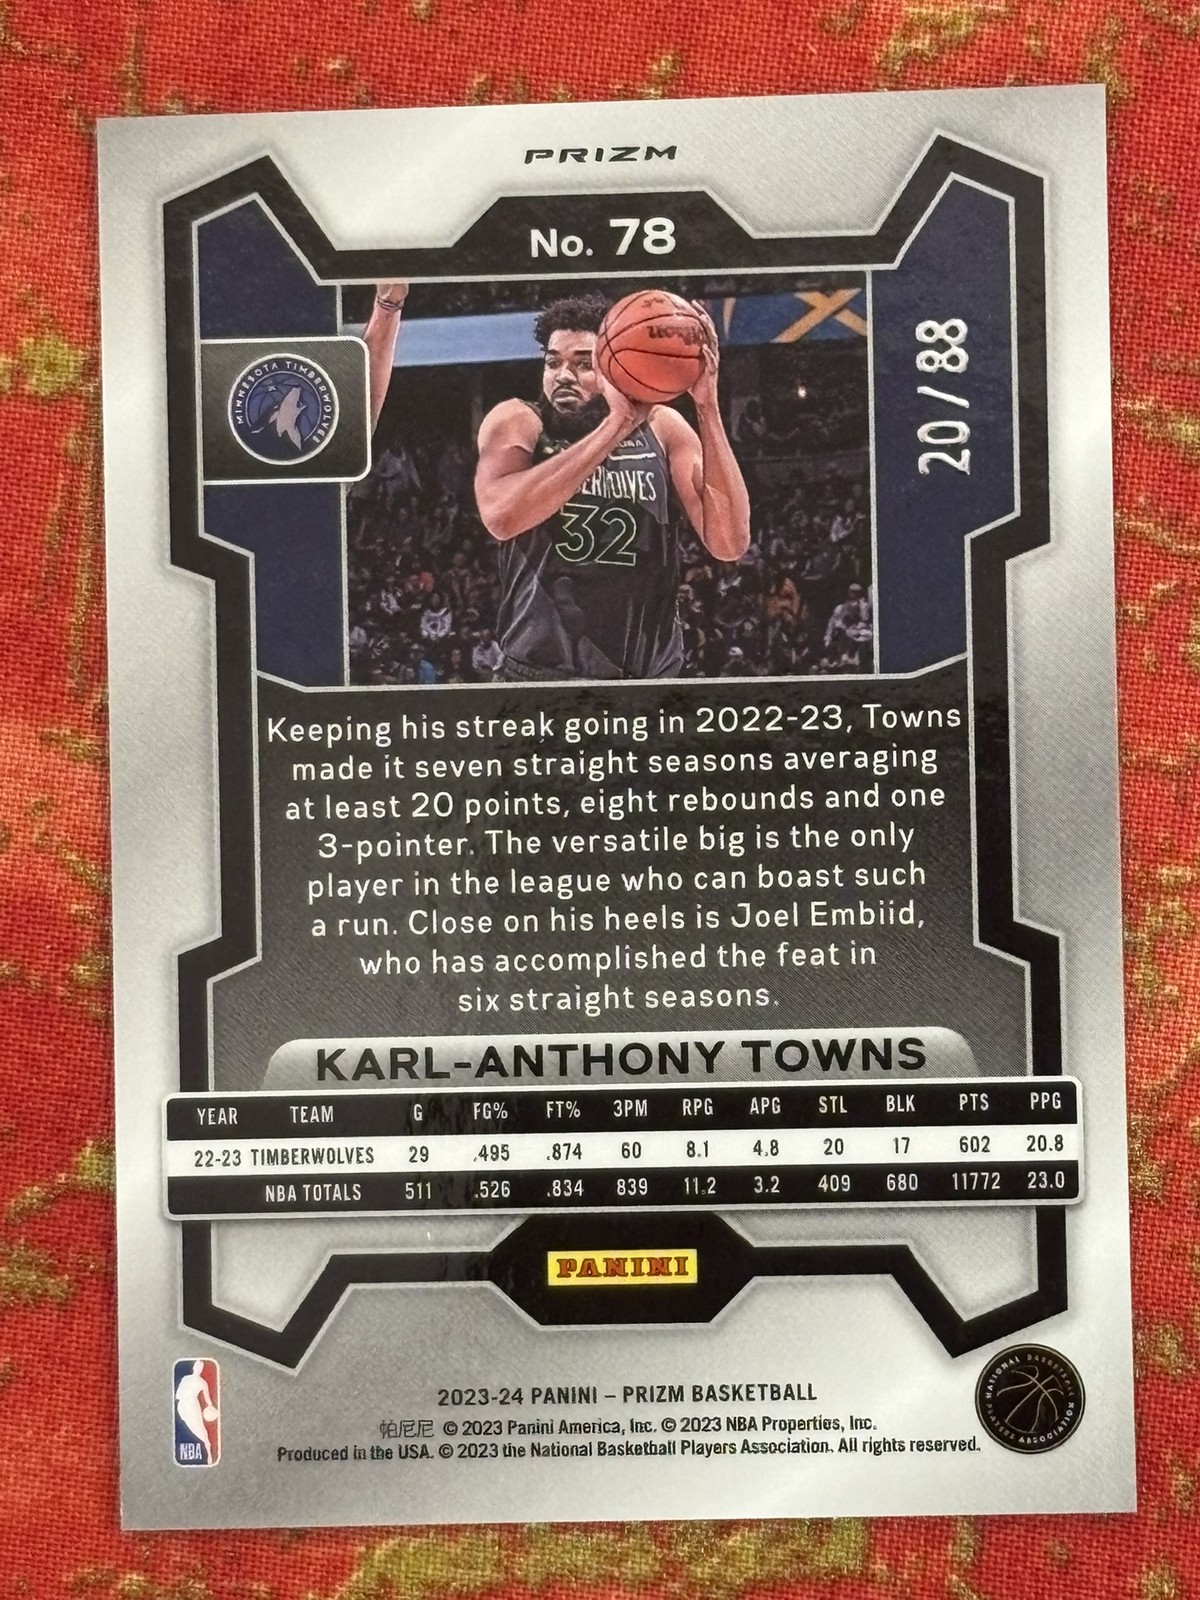 PRIZM
No. 78
20/88
MINNESOTA TIMBERWOLVES
32
Keeping his streak going in 2022-23, Towns
made it seven straight seasons averaging
at least 20 points, eight rebounds and one
3-pointer. The versatile big is the only
player in the league who can boast such
a run. Close on his heels is Joel Embiid,
who has accomplished the feat in
six straight seasons.
KARL-ANTHONY TOWNS
YEAR TEAM G FG% FT% 3PM RPG APG STL BLK PTS PPG
22-23 TIMBERWOLVES 29 .495 .874 60 8.1 4.8 20 17 602 20.8
NBA TOTALS 511 .526 .834 839 11.2 3.2 409 680 11772 23.0
PANINI
2023-24 PANINI – PRIZM BASKETBALL
帕尼尼 © 2023 Panini America, Inc. © 2023 NBA Properties, Inc.
Produced in the USA. © 2023 the National Basketball Players Association. All rights reserved.
NBA
NATIONAL BASKETBALL PLAYERS ASSOCIATION